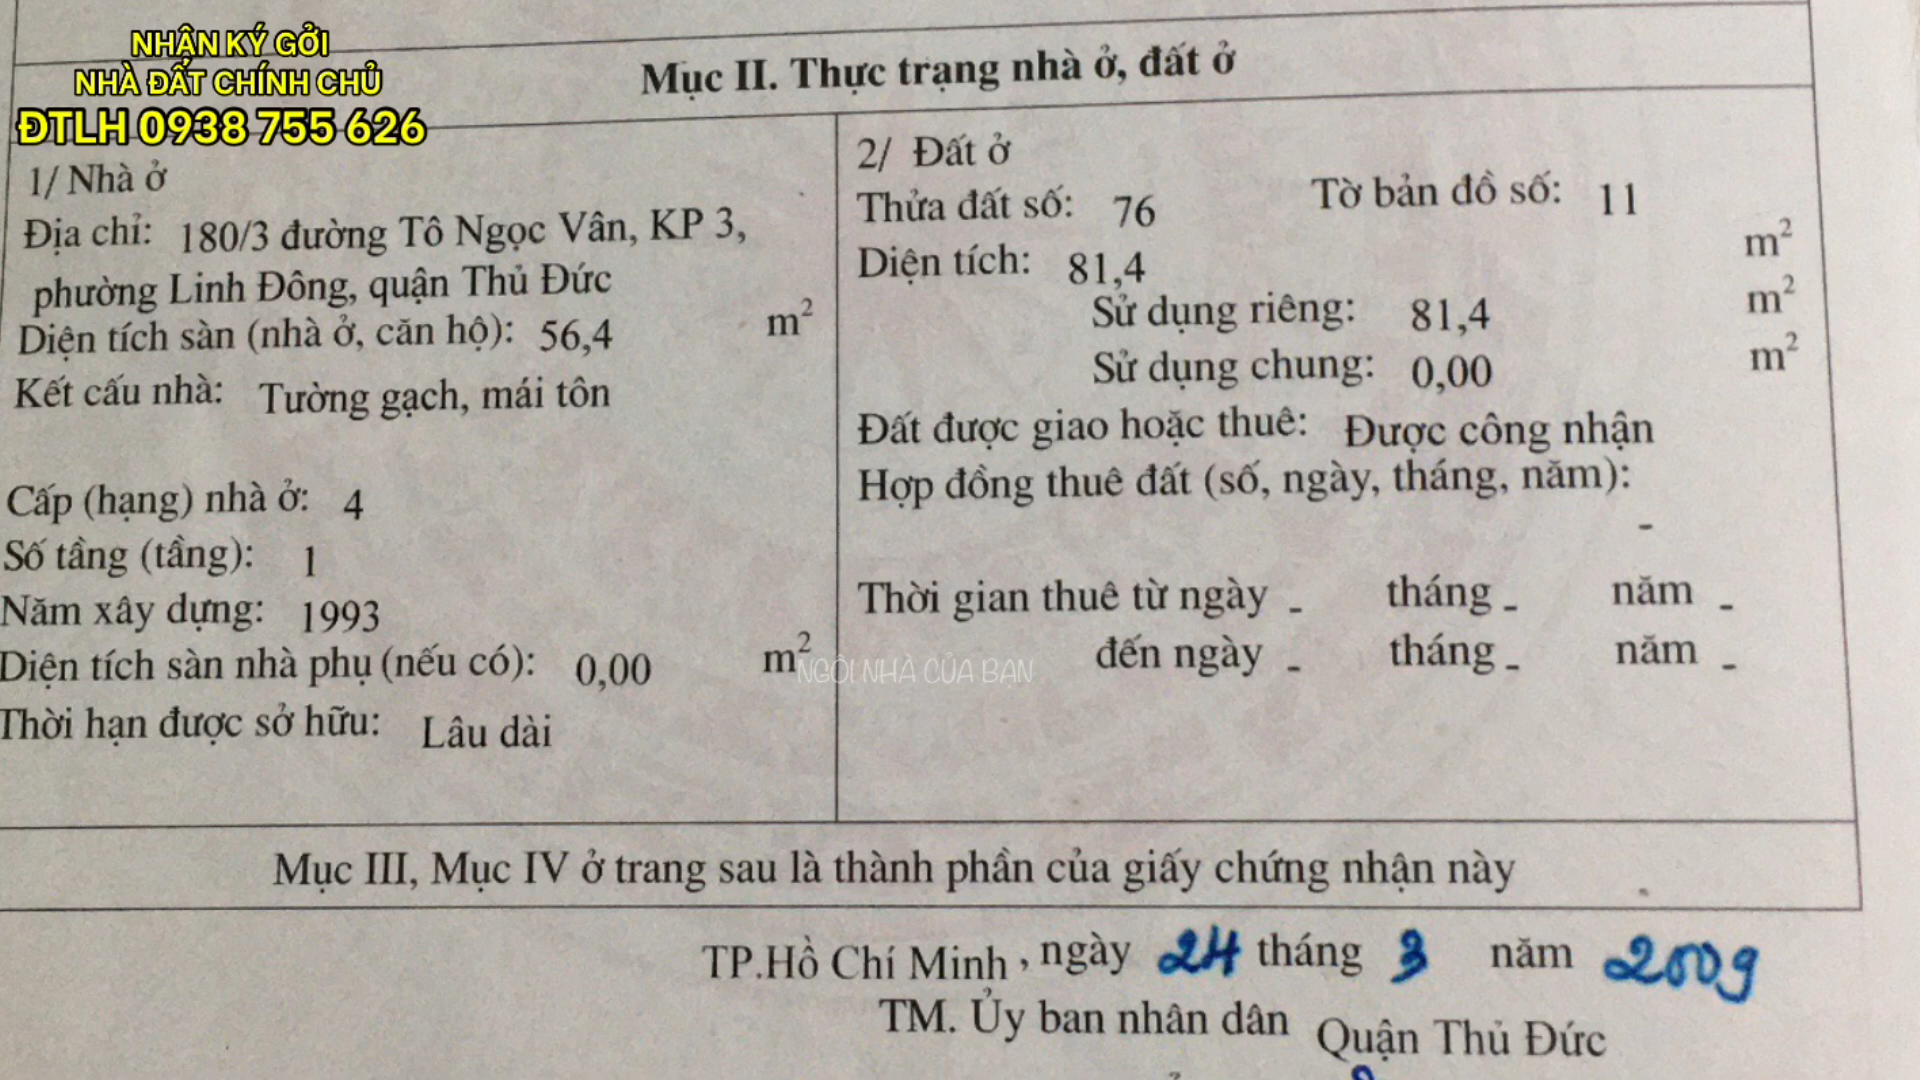 NHẬN KÝ GỞI
NHÀ ĐẤT CHÍNH CHỦ
ĐTLH 0938 755 626
Mục II. Thực trạng nhà ở, đất ở
1/ Nhà ở
Địa chỉ: 180/3 đường Tô Ngọc Vân, KP 3,
phường Linh Đông, quận Thủ Đức
Diện tích sàn (nhà ở, căn hộ): 56,4 m²
Kết cấu nhà: Tường gạch, mái tôn
Cấp (hạng) nhà ở: 4
Số tầng (tầng): 1
Năm xây dựng: 1993
Diện tích sàn nhà phụ (nếu có): 0,00 m²
Thời hạn được sở hữu: Lâu dài
2/ Đất ở
Thửa đất số: 76 Tờ bản đồ số: 11
Diện tích: 81,4 m²
Sử dụng riêng: 81,4 m²
Sử dụng chung: 0,00 m²
Đất được giao hoặc thuê: Được công nhận
Hợp đồng thuê đất (số, ngày, tháng, năm):
-
Thời gian thuê từ ngày - tháng - năm -
đến ngày - tháng - năm -
NGÔI NHÀ CỦA BẠN
Mục III, Mục IV ở trang sau là thành phần của giấy chứng nhận này
TP.Hồ Chí Minh, ngày 24 tháng 3 năm 2009
TM. Ủy ban nhân dân Quận Thủ Đức